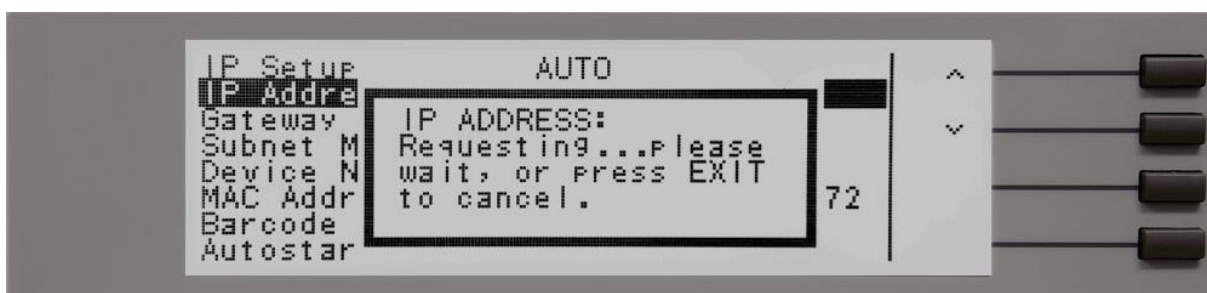 IP Setup AUTO
IP Addre
Gateway
Subnet M
Device N
MAC Addr 72
Barcode
Autostar
IP ADDRESS:
Requesting...please
wait, or press EXIT
to cancel.